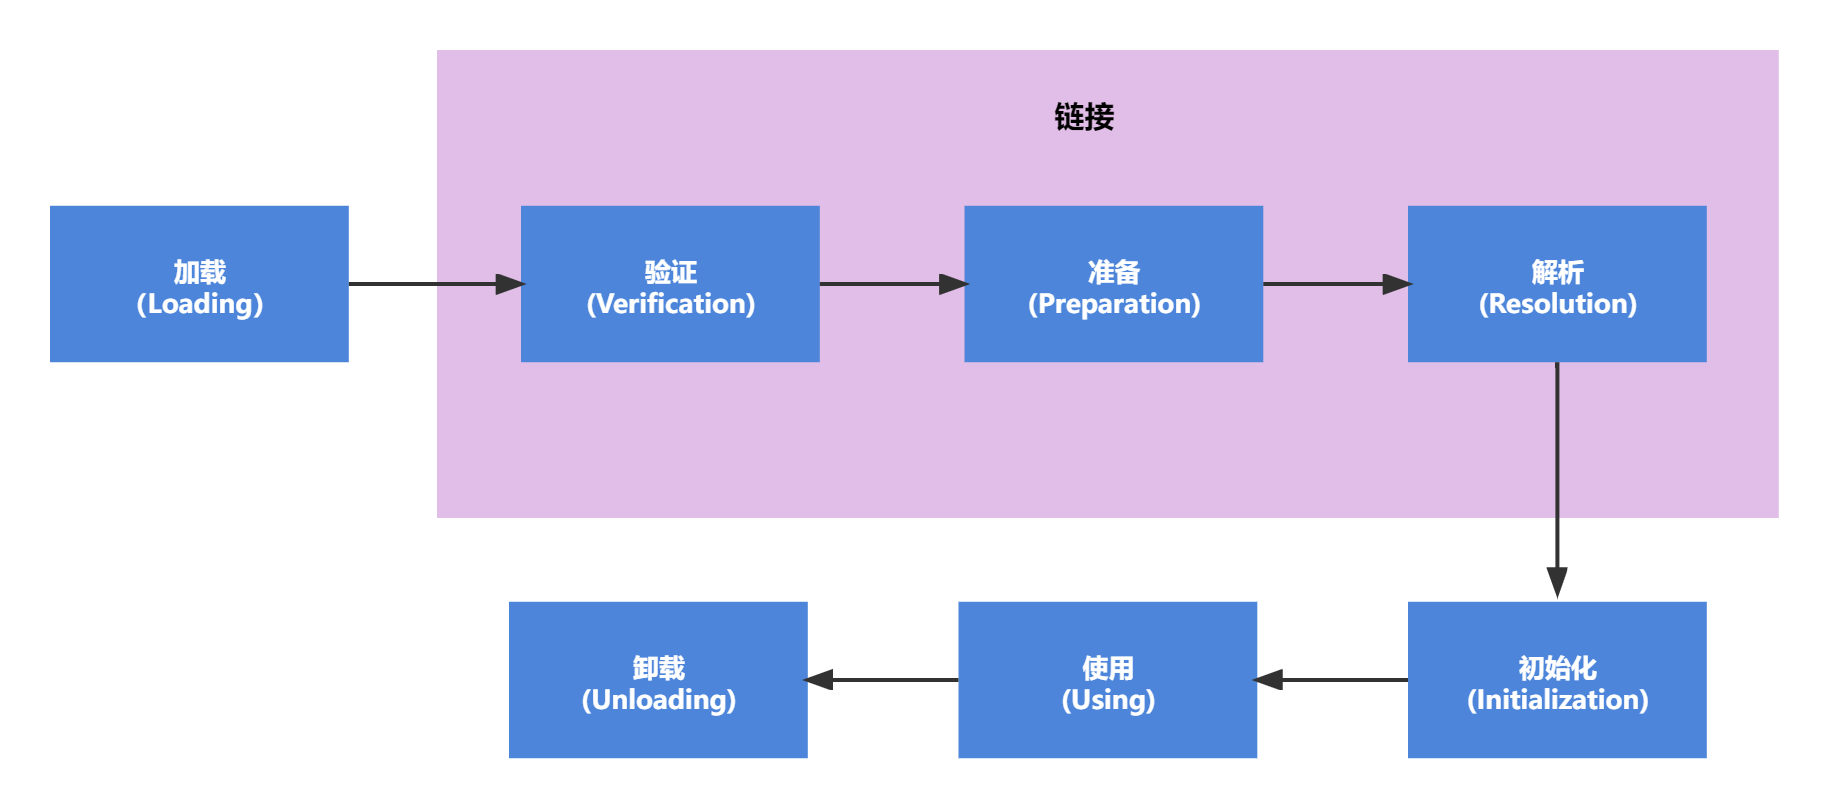 链接
加载
(Loading)
验证
(Verification)
准备
(Preparation)
解析
(Resolution)
初始化
(Initialization)
使用
(Using)
卸载
(Unloading)